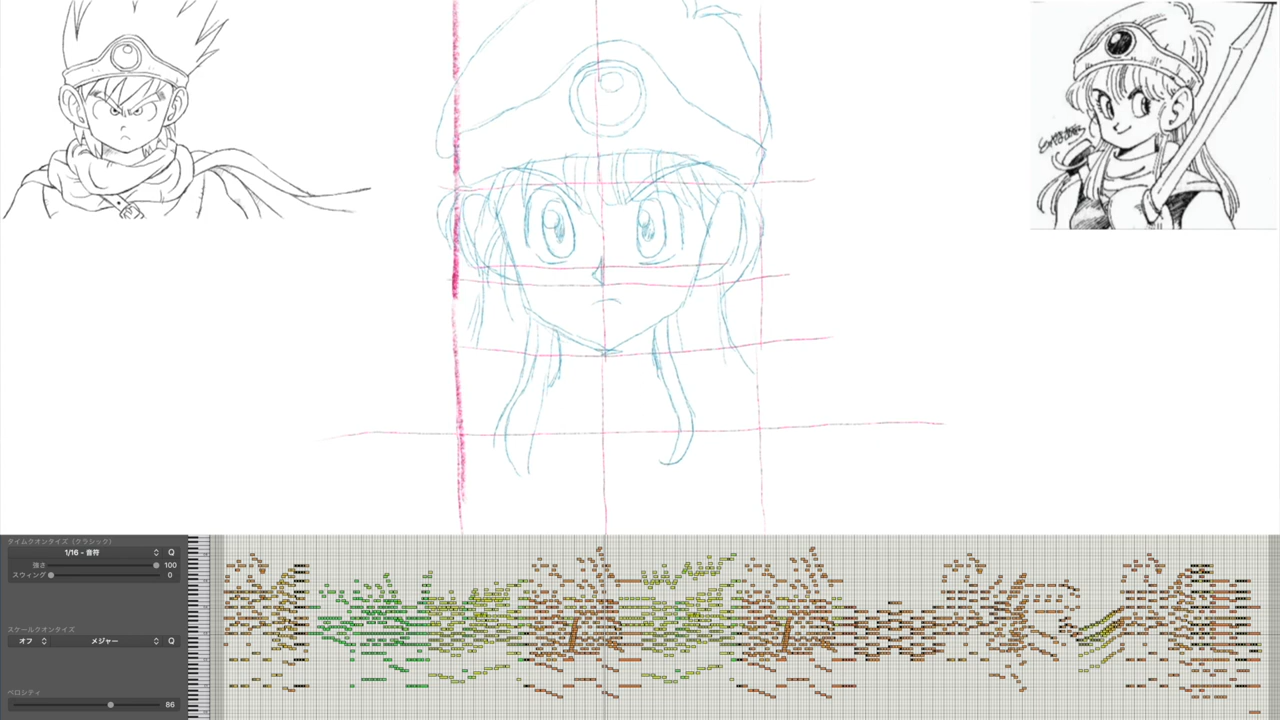 タイムクオンタイズ（クラシック）
1/16 - 音符 Q
強さ 100
スウィング 0
スケールクオンタイズ
オフ メジャー Q
ベロシティ 86